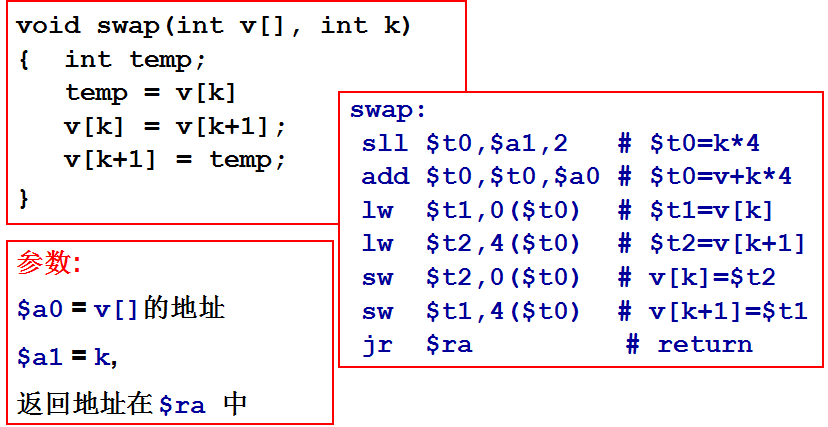 void swap(int v[], int k)
{ int temp;
temp = v[k]
v[k] = v[k+1];
v[k+1] = temp;
}
swap:
sll $t0,$a1,2 # $t0=k*4
add $t0,$t0,$a0 # $t0=v+k*4
lw $t1,0($t0) # $t1=v[k]
lw $t2,4($t0) # $t2=v[k+1]
sw $t2,0($t0) # v[k]=$t2
sw $t1,4($t0) # v[k+1]=$t1
jr $ra # return
参数:
$a0 = v[]的地址
$a1 = k,
返回地址在$ra 中